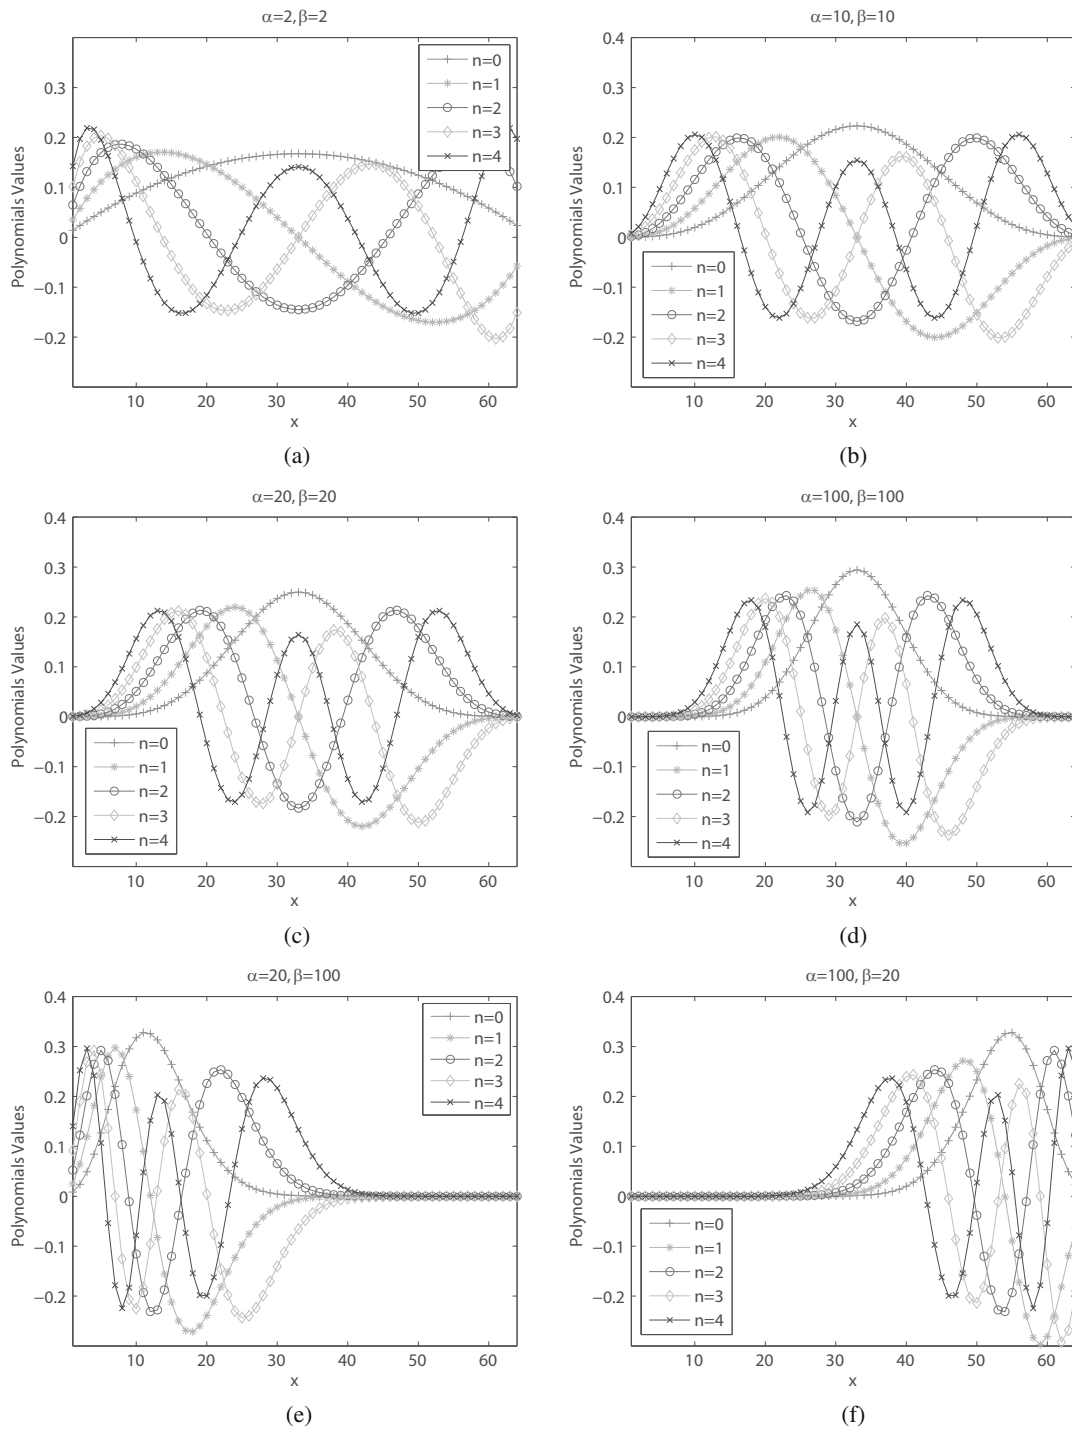 α=2, β=2
0.3
0.2
0.1
0
−0.1
−0.2
Polynomials Values
n=0
n=1
n=2
n=3
n=4
10 20 30 40 50 60
x
(a)
α=10, β=10
0.4
0.3
0.2
0.1
0
−0.1
−0.2
Polynomials Values
n=0
n=1
n=2
n=3
n=4
10 20 30 40 50 60
x
(b)
α=20, β=20
0.4
0.3
0.2
0.1
0
−0.1
−0.2
Polynomials Values
n=0
n=1
n=2
n=3
n=4
10 20 30 40 50 60
x
(c)
α=100, β=100
0.4
0.3
0.2
0.1
0
−0.1
−0.2
Polynomials Values
n=0
n=1
n=2
n=3
n=4
10 20 30 40 50 60
x
(d)
α=20, β=100
0.4
0.3
0.2
0.1
0
−0.1
−0.2
Polynomials Values
n=0
n=1
n=2
n=3
n=4
10 20 30 40 50 60
x
(e)
α=100, β=20
0.4
0.3
0.2
0.1
0
−0.1
−0.2
Polynomials Values
n=0
n=1
n=2
n=3
n=4
10 20 30 40 50 60
x
(f)